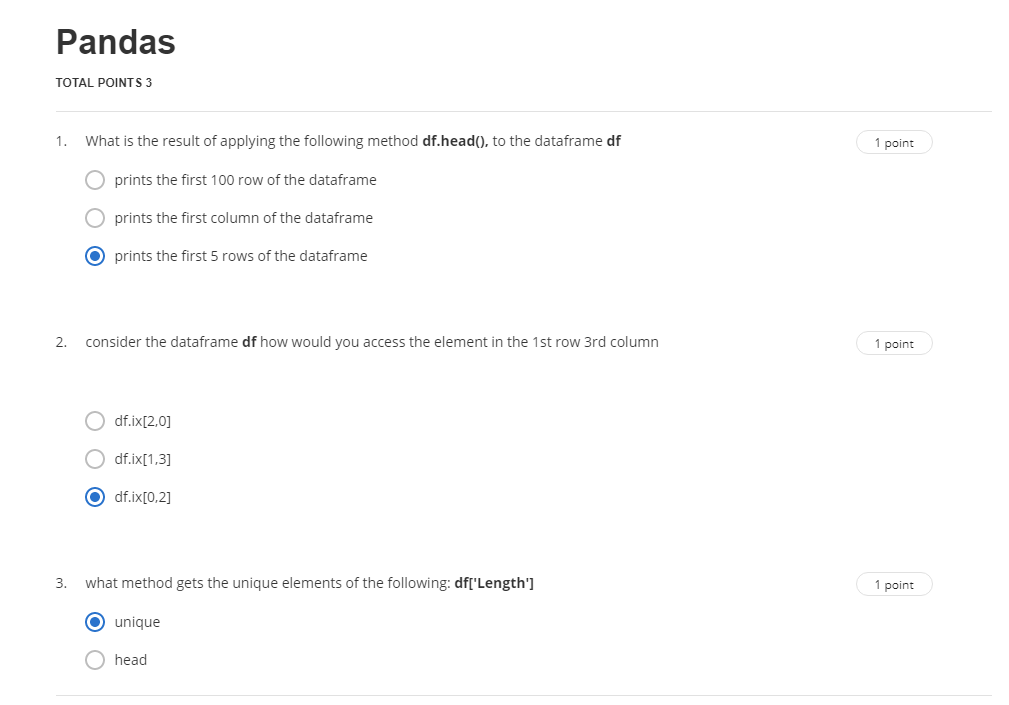 Pandas
TOTAL POINTS 3
1. What is the result of applying the following method df.head(), to the dataframe df
1 point
prints the first 100 row of the dataframe
prints the first column of the dataframe
prints the first 5 rows of the dataframe
2. consider the dataframe df how would you access the element in the 1st row 3rd column
1 point
df.ix[2,0]
df.ix[1,3]
df.ix[0,2]
3. what method gets the unique elements of the following: df['Length']
1 point
unique
head